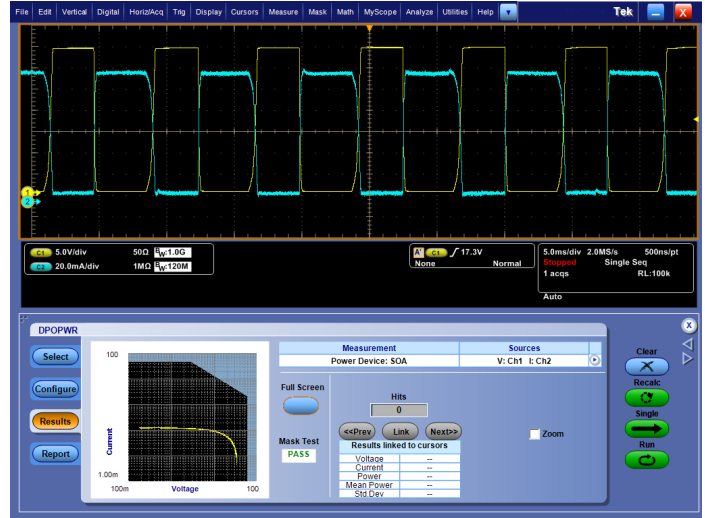 File Edit Vertical Digital Horiz/Acq Trig Display Cursors Measure Mask Math MyScope Analyze Utilities Help Tek X
1
2
C1 5.0V/div 50Ω BW:1.0G
C2 20.0mA/div 1MΩ BW:120M
A' C1 17.3V
None Normal
5.0ms/div 2.0MS/s 500ns/pt
Stopped Single Seq
1 acqs RL:100k
Auto
DPOPWR
Select
Configure
Results
Report
100
Current
1.00m
100m Voltage 100
Full Screen
Mask Test
PASS
Measurement Sources
Power Device: SOA V: Ch1 I: Ch2
Hits
0
<<Prev Link Next>>
Results linked to cursors
Voltage --
Current --
Power --
Mean Power --
Std.Dev --
Zoom
X
Clear
Recalc
Single
Run